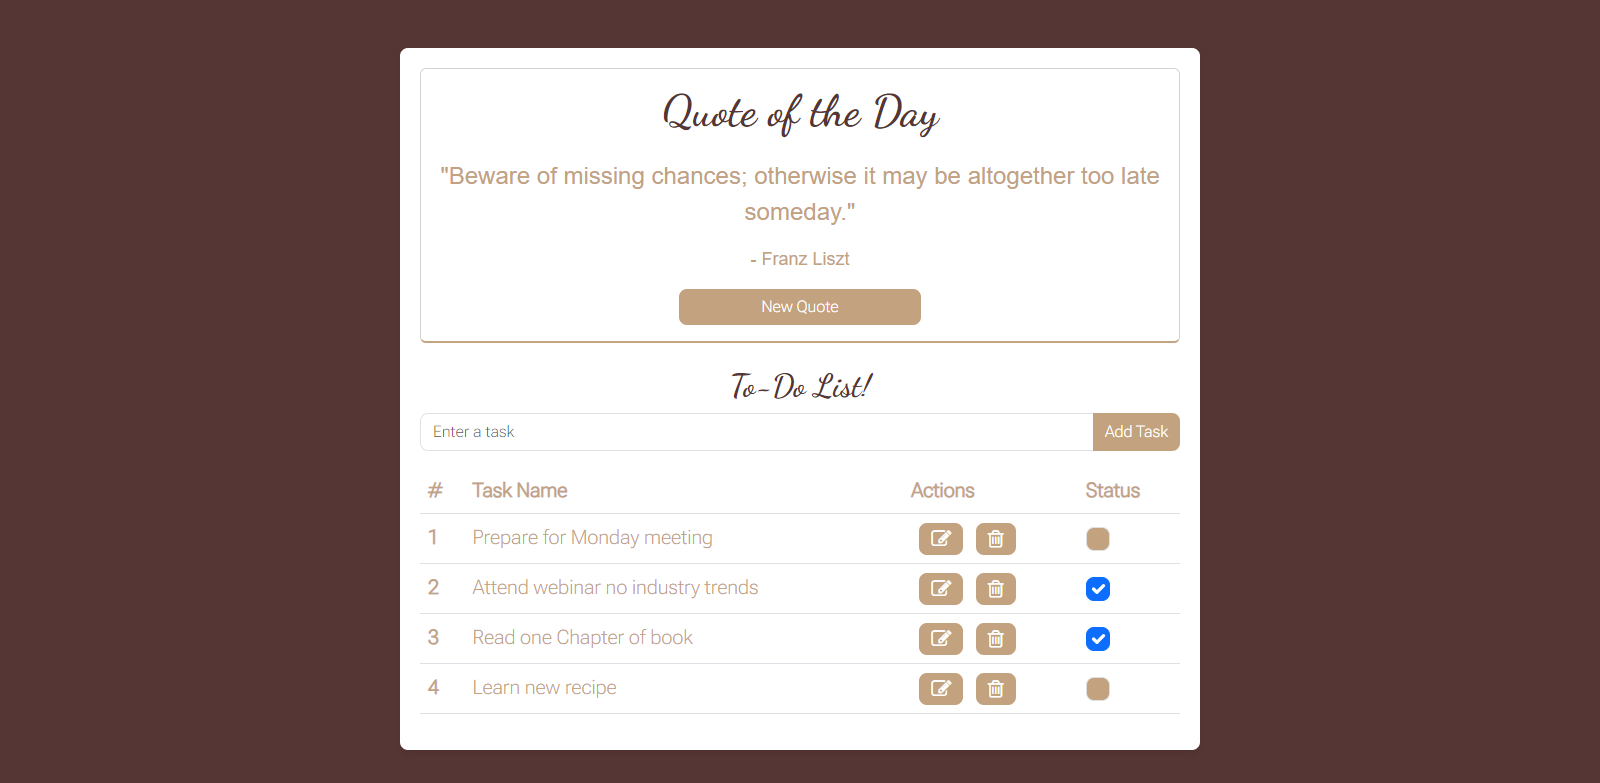 Quote of the Day
"Beware of missing chances; otherwise it may be altogether too late
someday."
- Franz Liszt
New Quote
To-Do List!
Enter a task Add Task
# Task Name Actions Status
1 Prepare for Monday meeting
2 Attend webinar no industry trends
3 Read one Chapter of book
4 Learn new recipe